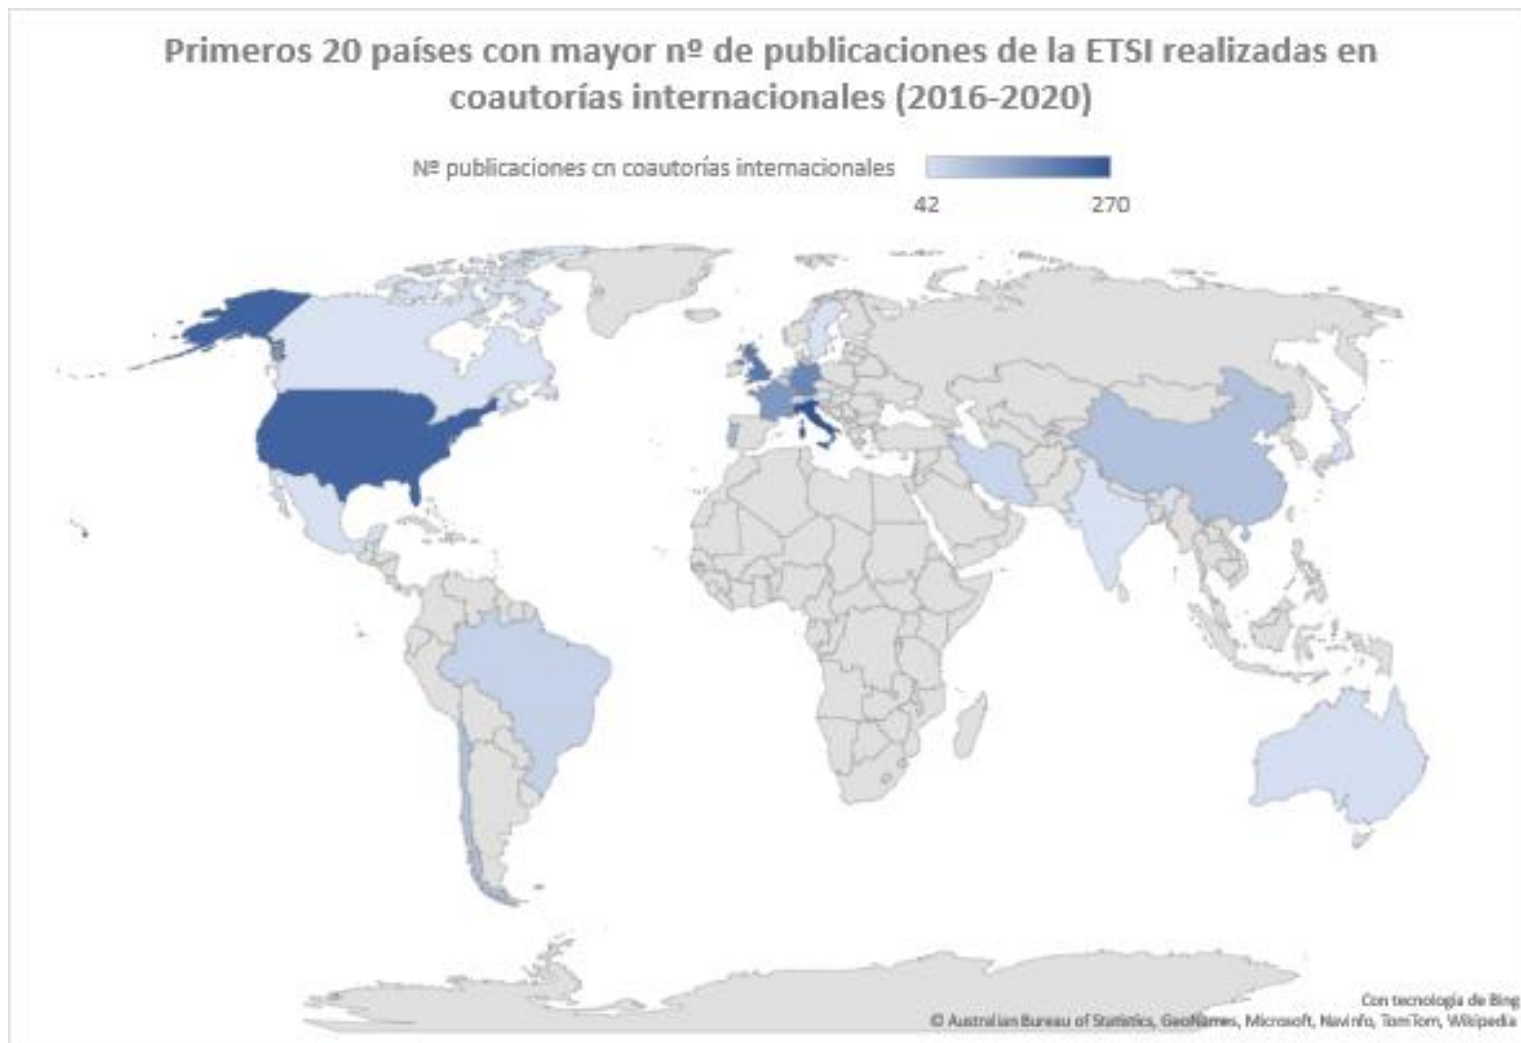 Primeros 20 países con mayor nº de publicaciones de la ETSI realizadas en
coautorías internacionales (2016-2020)
Nº publicaciones en coautorías internacionales
42
270
Con tecnología de Bing
© Australian Bureau of Statistics, GeoNames, Microsoft, Navinfo, TomTom, Wikipedia